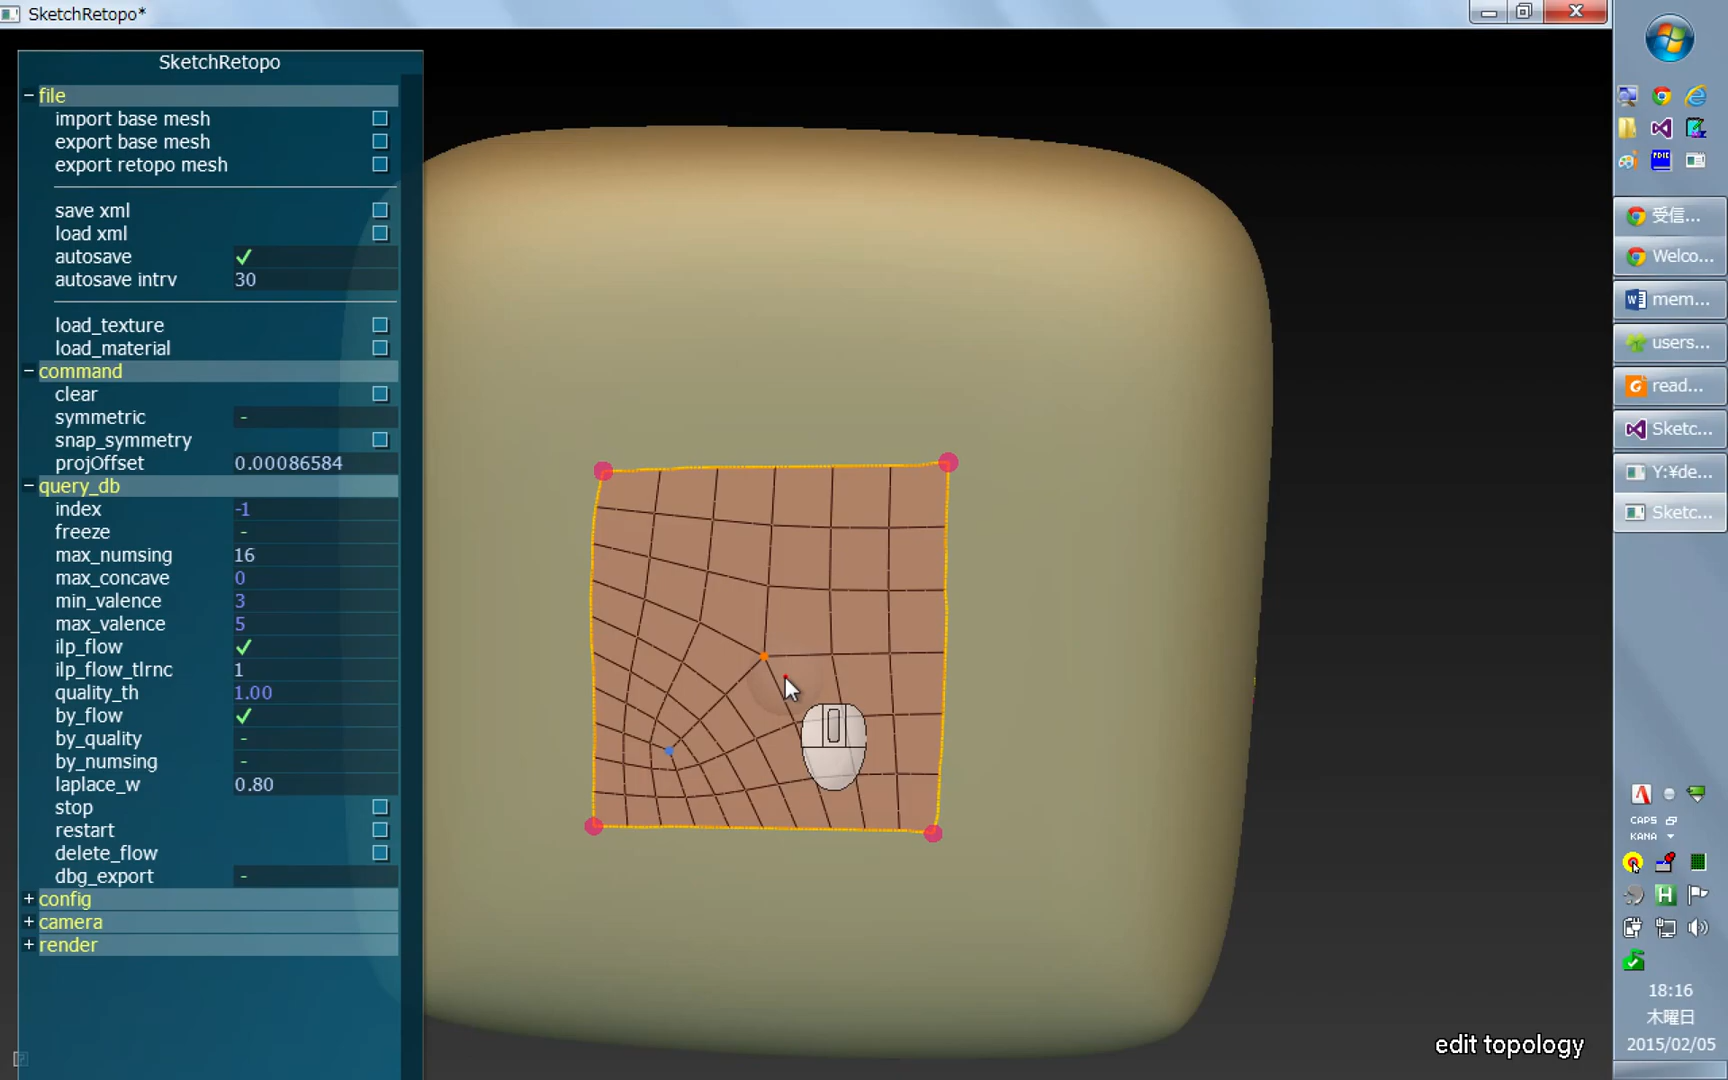 SketchRetopo*
SketchRetopo
− file
import base mesh
export base mesh
export retopo mesh
save xml
load xml
autosave
autosave intrv 30
load_texture
load_material
− command
clear
symmetric -
snap_symmetry
projOffset 0.00086584
− query_db
index -1
freeze -
max_numsing 16
max_concave 0
min_valence 3
max_valence 5
ilp_flow
ilp_flow_tlrnc 1
quality_th 1.00
by_flow
by_quality -
by_numsing -
laplace_w 0.80
stop
restart
delete_flow
dbg_export -
+ config
+ camera
+ render
edit topology
PDIC
受信...
Welco...
mem...
users...
read...
Sketc...
Y:¥de...
Sketc...
CAPS
KANA
18:16
木曜日
2015/02/05